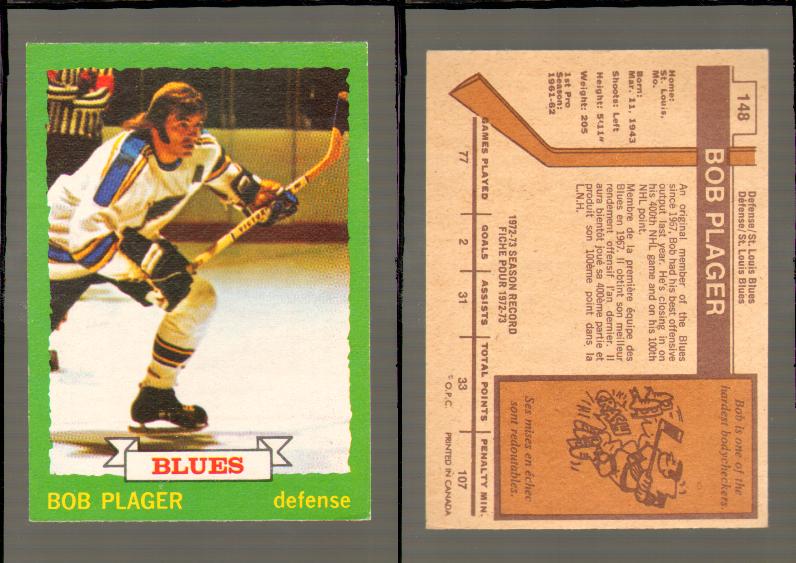 BLUES
BOB PLAGER
defense
148
BOB PLAGER
Defense/St. Louis Blues
Défense/St. Louis Blues
Home:
St. Louis,
Mo.
Born:
Mar. 11, 1943
Shoots: Left
Height: 5'11"
Weight: 205
1st Pro
Season:
1961-62
An original member of the Blues
since 1967, Bob had his best offensive
output last year. He's closing in on
his 400th NHL game and on his 100th
NHL point.
Membre de la première équipe des
Blues en 1967. Il obtint son meilleur
rendement offensif l'an dernier. Il
aura bientôt joué sa 400ème partie et
produit son 100ème point dans la
L.N.H.
1972-73 SEASON RECORD
FICHE POUR 1972-73
GAMES PLAYED GOALS ASSISTS TOTAL POINTS PENALTY MIN.
77 2 31 33 107
© O.P.C. PRINTED IN CANADA
Bob is one of the
hardest bodycheckers
Ses mises en échec
sont redoutables.